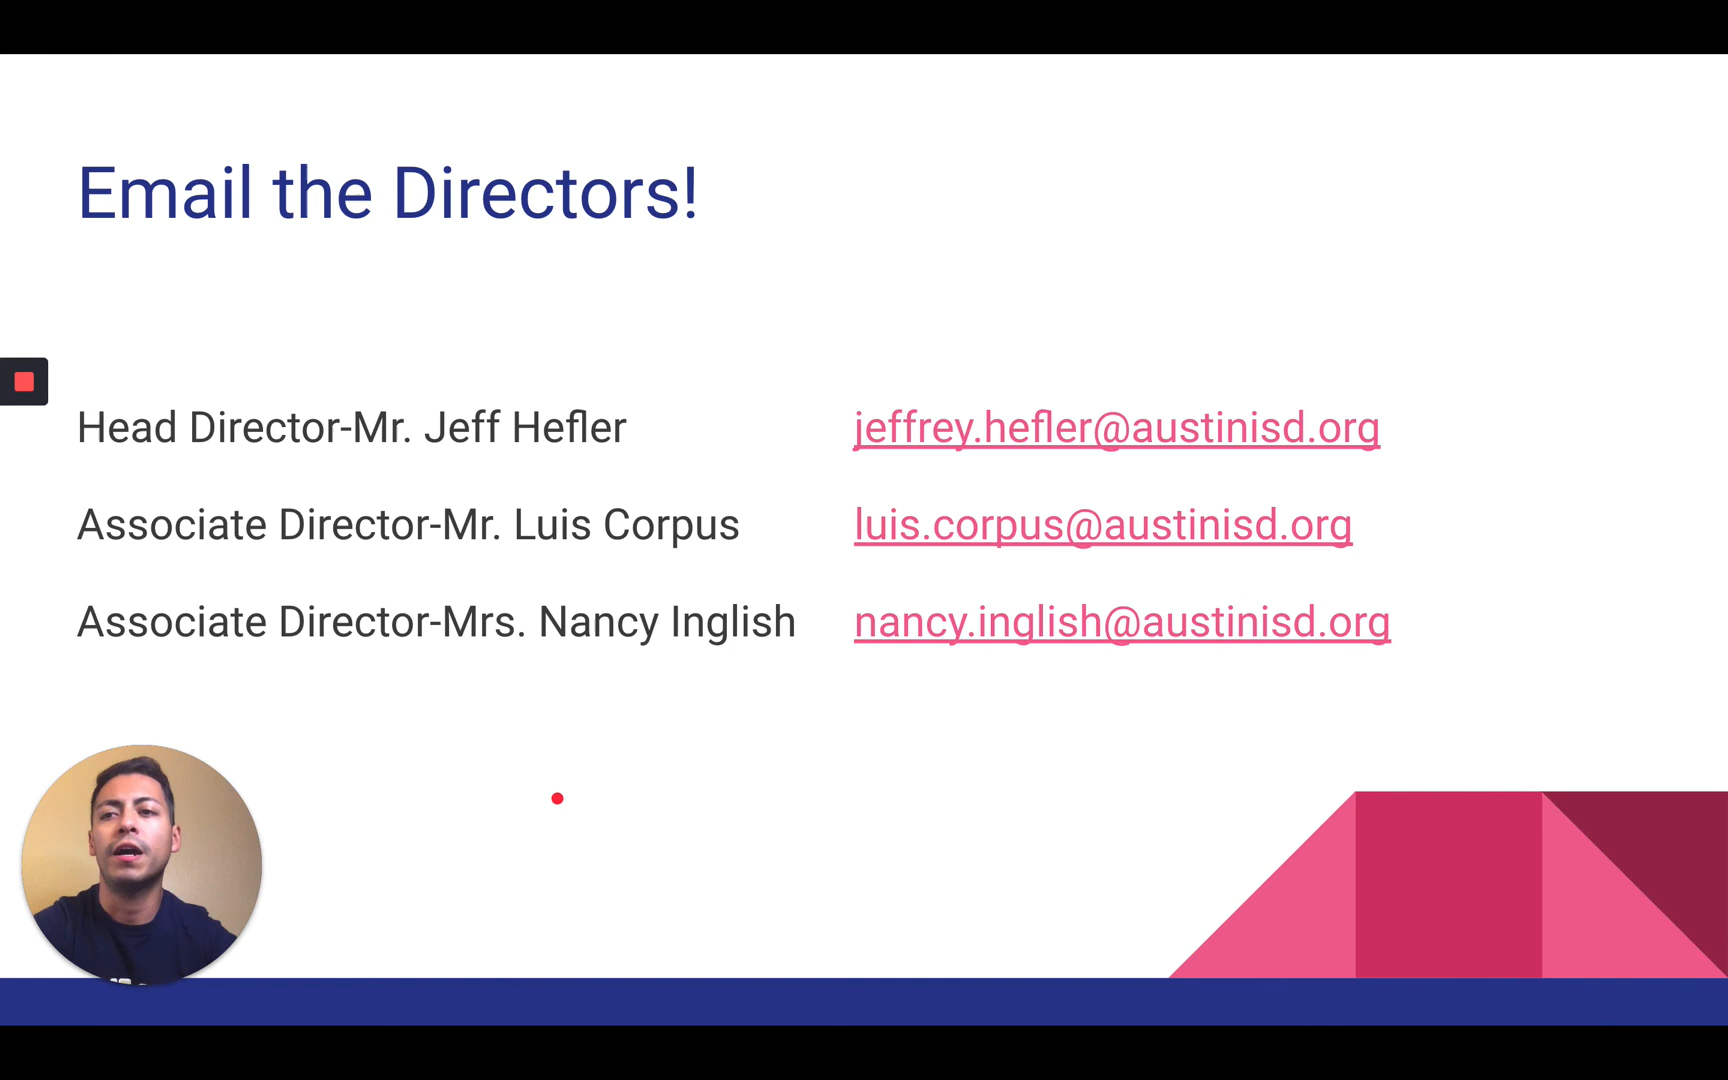 Email the Directors!
Head Director-Mr. Jeff Hefler jeffrey.hefler@austinisd.org
Associate Director-Mr. Luis Corpus luis.corpus@austinisd.org
Associate Director-Mrs. Nancy Inglish nancy.inglish@austinisd.org